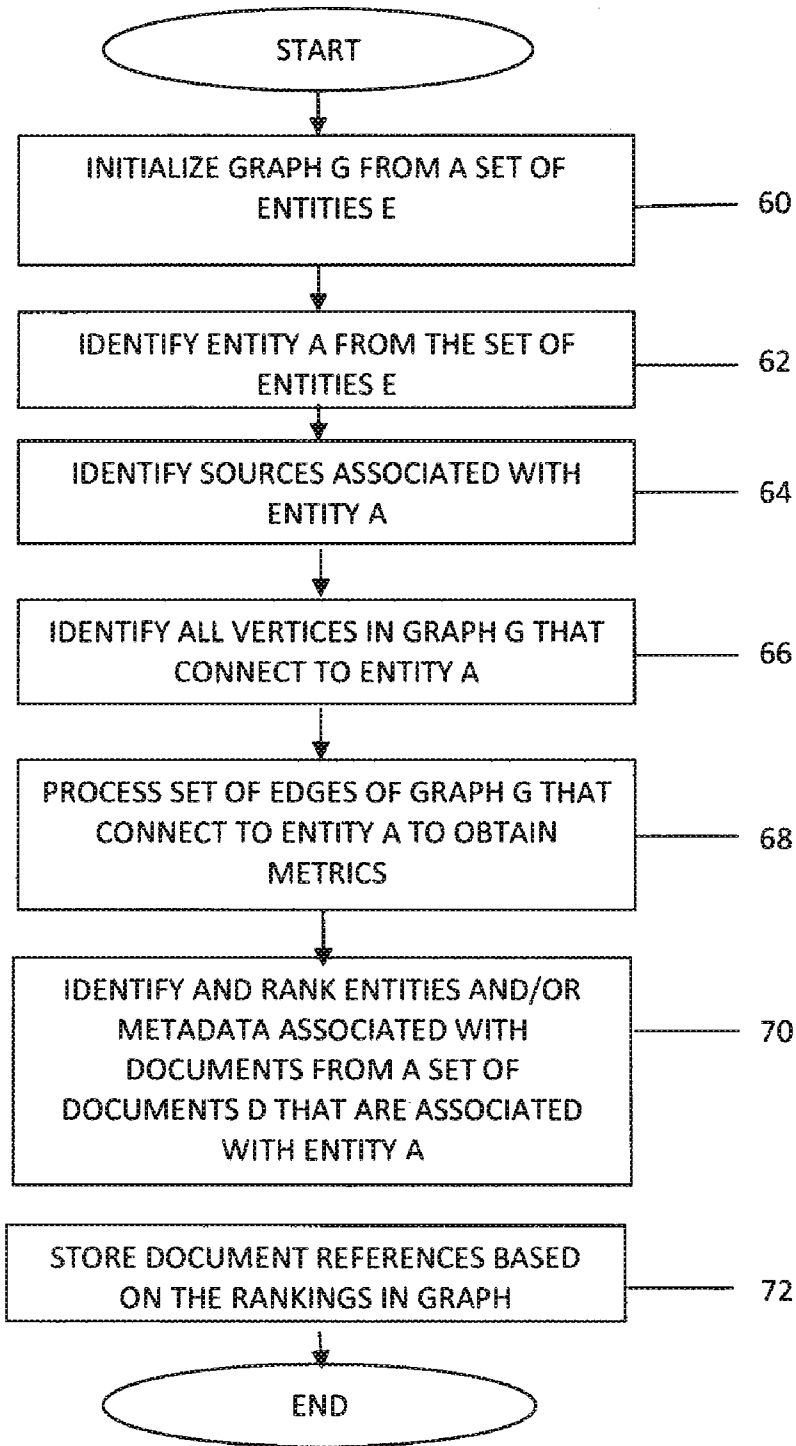 START
INITIALIZE GRAPH G FROM A SET OF
ENTITIES E
60
IDENTIFY ENTITY A FROM THE SET OF
ENTITIES E
62
IDENTIFY SOURCES ASSOCIATED WITH
ENTITY A
64
IDENTIFY ALL VERTICES IN GRAPH G THAT
CONNECT TO ENTITY A
66
PROCESS SET OF EDGES OF GRAPH G THAT
CONNECT TO ENTITY A TO OBTAIN
METRICS
68
IDENTIFY AND RANK ENTITIES AND/OR
METADATA ASSOCIATED WITH
DOCUMENTS FROM A SET OF
DOCUMENTS D THAT ARE ASSOCIATED
WITH ENTITY A
70
STORE DOCUMENT REFERENCES BASED
ON THE RANKINGS IN GRAPH
72
END